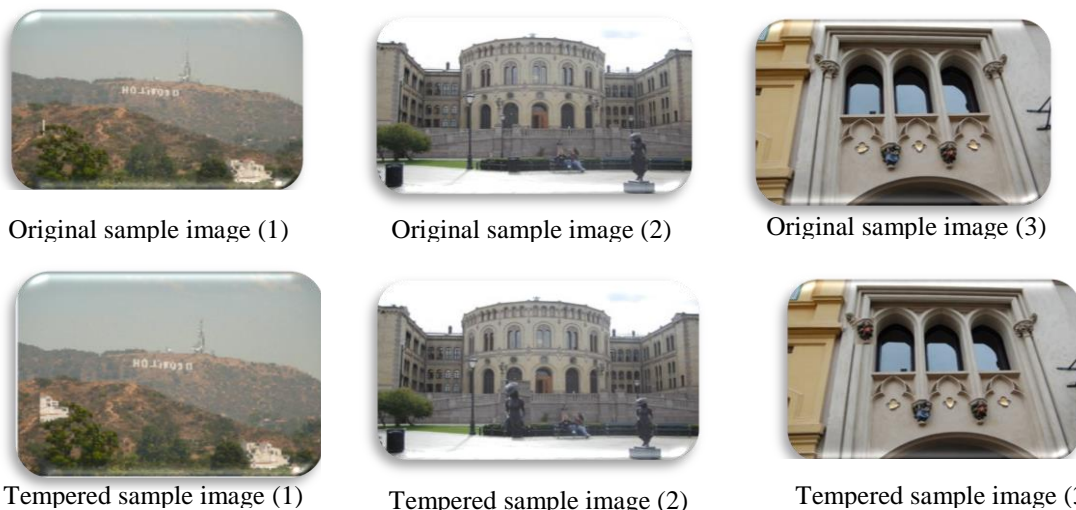 Original sample image (1)
Original sample image (2)
Original sample image (3)
Tempered sample image (1)
Tempered sample image (2)
Tempered sample image (3